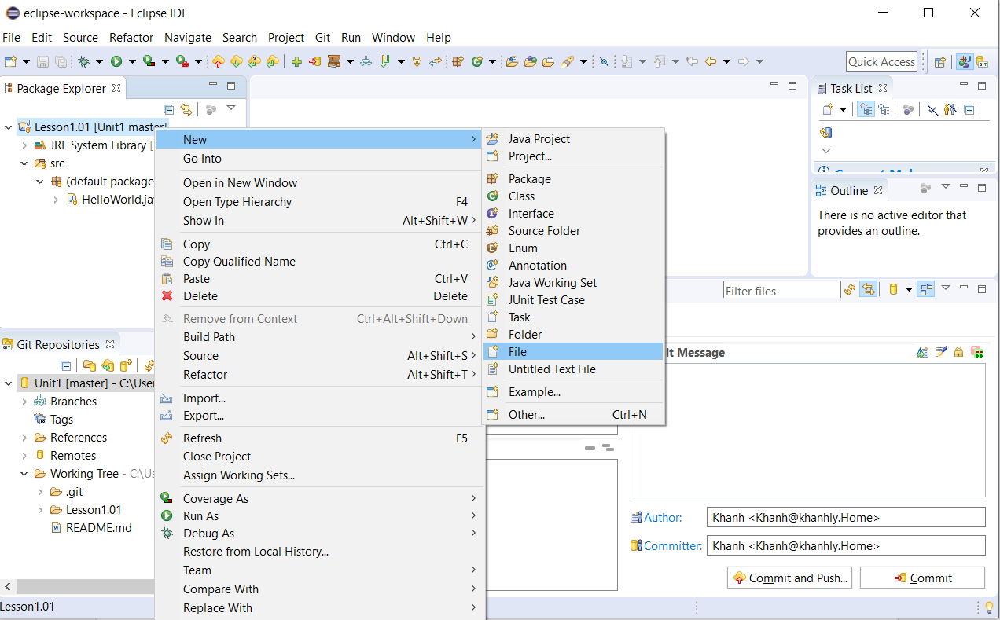 eclipse-workspace - Eclipse IDE
File Edit Source Refactor Navigate Search Project Git Run Window Help
Quick Access
Package Explorer
Lesson1.01 [Unit1 master]
JRE System Library [
src
(default package
HelloWorld.ja
Git Repositories
Unit1 [master] - C:\User
Branches
Tags
References
Remotes
Working Tree - C:\Us
.git
Lesson1.01
README.md
Lesson1.01
New
Go Into
Open in New Window
Open Type Hierarchy F4
Show In Alt+Shift+W
Copy Ctrl+C
Copy Qualified Name
Paste Ctrl+V
Delete Delete
Remove from Context Ctrl+Alt+Shift+Down
Build Path
Source Alt+Shift+S
Refactor Alt+Shift+T
Import...
Export...
Refresh F5
Close Project
Assign Working Sets...
Coverage As
Run As
Debug As
Restore from Local History...
Team
Compare With
Replace With
Java Project
Project...
Package
Class
Interface
Source Folder
Enum
Annotation
Java Working Set
JUnit Test Case
Task
Folder
File
Untitled Text File
Example...
Other... Ctrl+N
Task List
Outline
There is no active editor that
provides an outline.
Filter files
it Message
Author: Khanh <Khanh@khanhly.Home>
Committer: Khanh <Khanh@khanhly.Home>
Commit and Push...
Commit